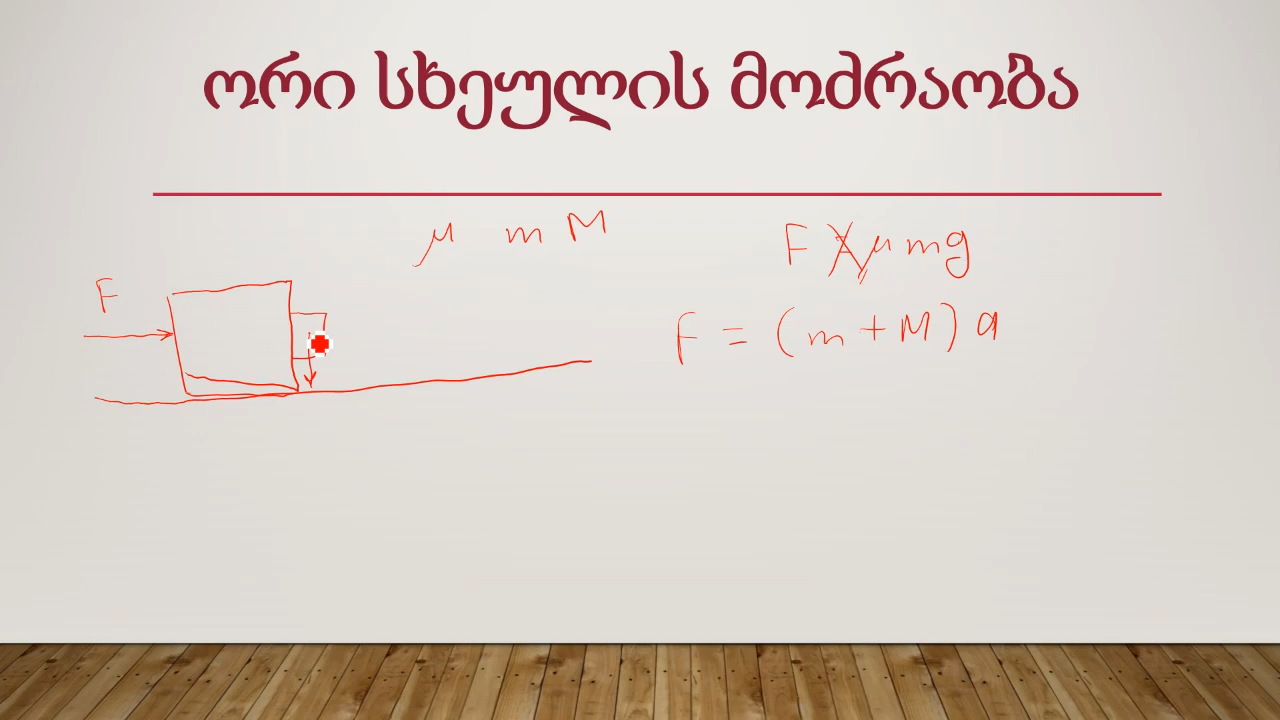 ორი სხეულის მოძრაობა
μ m M
F
F = μmg
F = (m + M) a